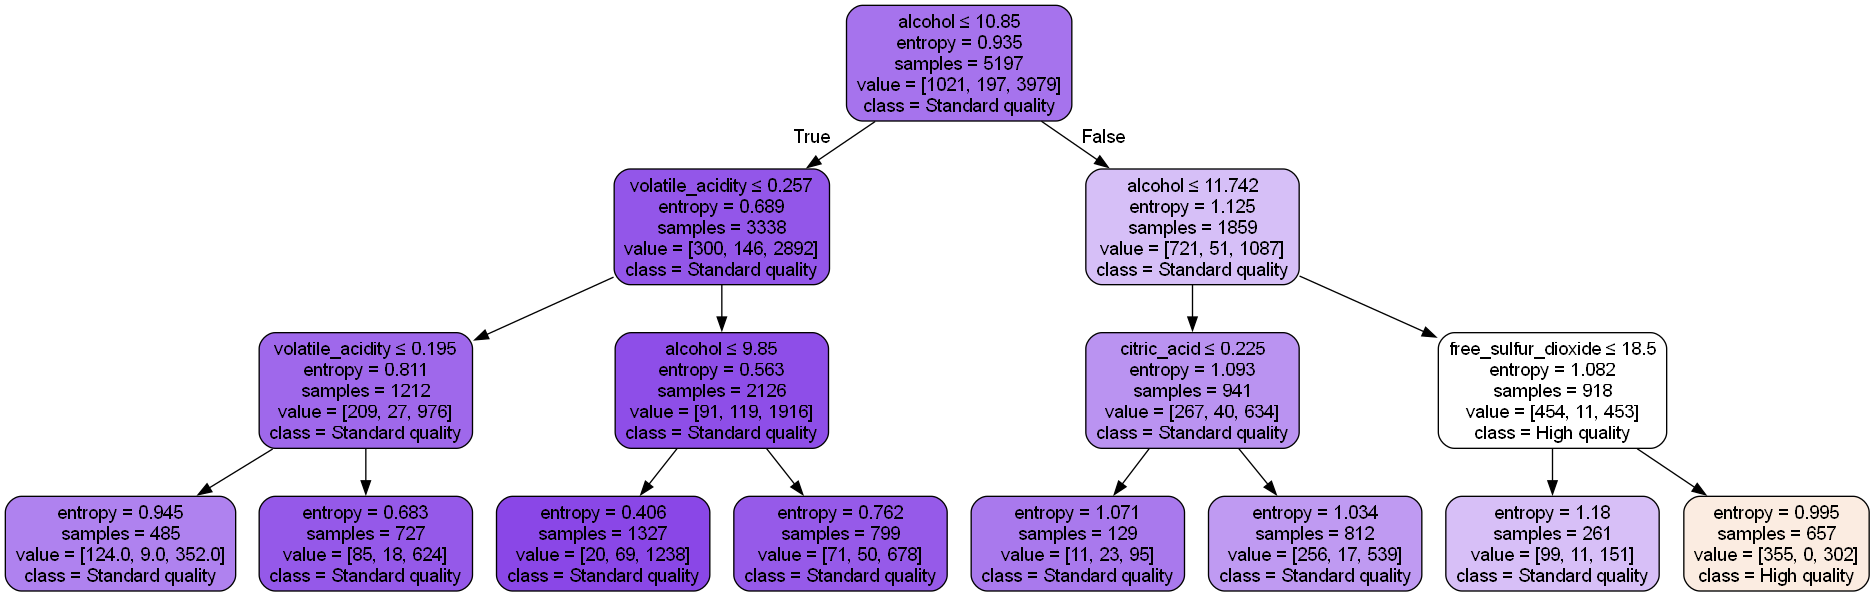 alcohol ≤ 10.85
entropy = 0.935
samples = 5197
value = [1021, 197, 3979]
class = Standard quality
True
False
volatile_acidity ≤ 0.257
entropy = 0.689
samples = 3338
value = [300, 146, 2892]
class = Standard quality
alcohol ≤ 11.742
entropy = 1.125
samples = 1859
value = [721, 51, 1087]
class = Standard quality
volatile_acidity ≤ 0.195
entropy = 0.811
samples = 1212
value = [209, 27, 976]
class = Standard quality
alcohol ≤ 9.85
entropy = 0.563
samples = 2126
value = [91, 119, 1916]
class = Standard quality
citric_acid ≤ 0.225
entropy = 1.093
samples = 941
value = [267, 40, 634]
class = Standard quality
free_sulfur_dioxide ≤ 18.5
entropy = 1.082
samples = 918
value = [454, 11, 453]
class = High quality
entropy = 0.945
samples = 485
value = [124.0, 9.0, 352.0]
class = Standard quality
entropy = 0.683
samples = 727
value = [85, 18, 624]
class = Standard quality
entropy = 0.406
samples = 1327
value = [20, 69, 1238]
class = Standard quality
entropy = 0.762
samples = 799
value = [71, 50, 678]
class = Standard quality
entropy = 1.071
samples = 129
value = [11, 23, 95]
class = Standard quality
entropy = 1.034
samples = 812
value = [256, 17, 539]
class = Standard quality
entropy = 1.18
samples = 261
value = [99, 11, 151]
class = Standard quality
entropy = 0.995
samples = 657
value = [355, 0, 302]
class = High quality